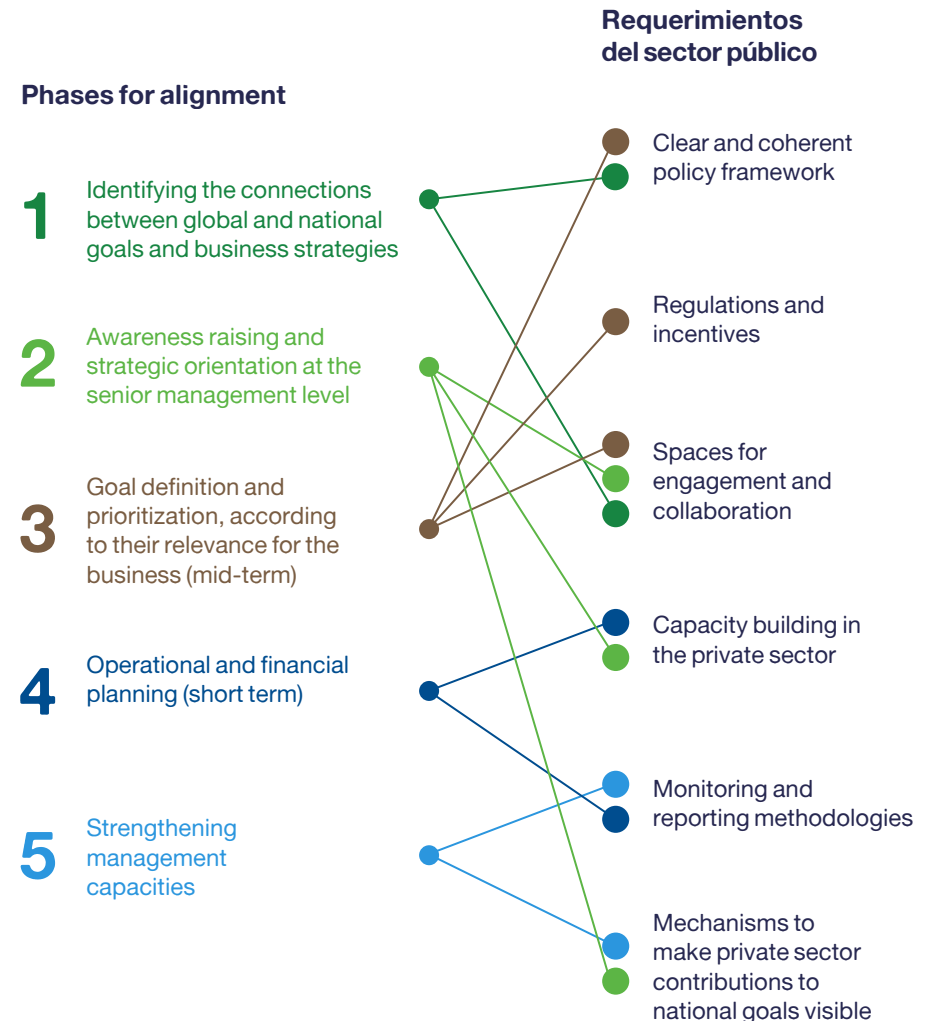 Phases for alignment
1
Identifying the connections
between global and national
goals and business strategies
2
Awareness raising and
strategic orientation at the
senior management level
3
Goal definition and
prioritization, according
to their relevance for the
business (mid-term)
4
Operational and financial
planning (short term)
5
Strengthening
management
capacities
Requerimientos
del sector público
Clear and coherent
policy framework
Regulations and
incentives
Spaces for
engagement and
collaboration
Capacity building in
the private sector
Monitoring and
reporting methodologies
Mechanisms to
make private sector
contributions to
national goals visible